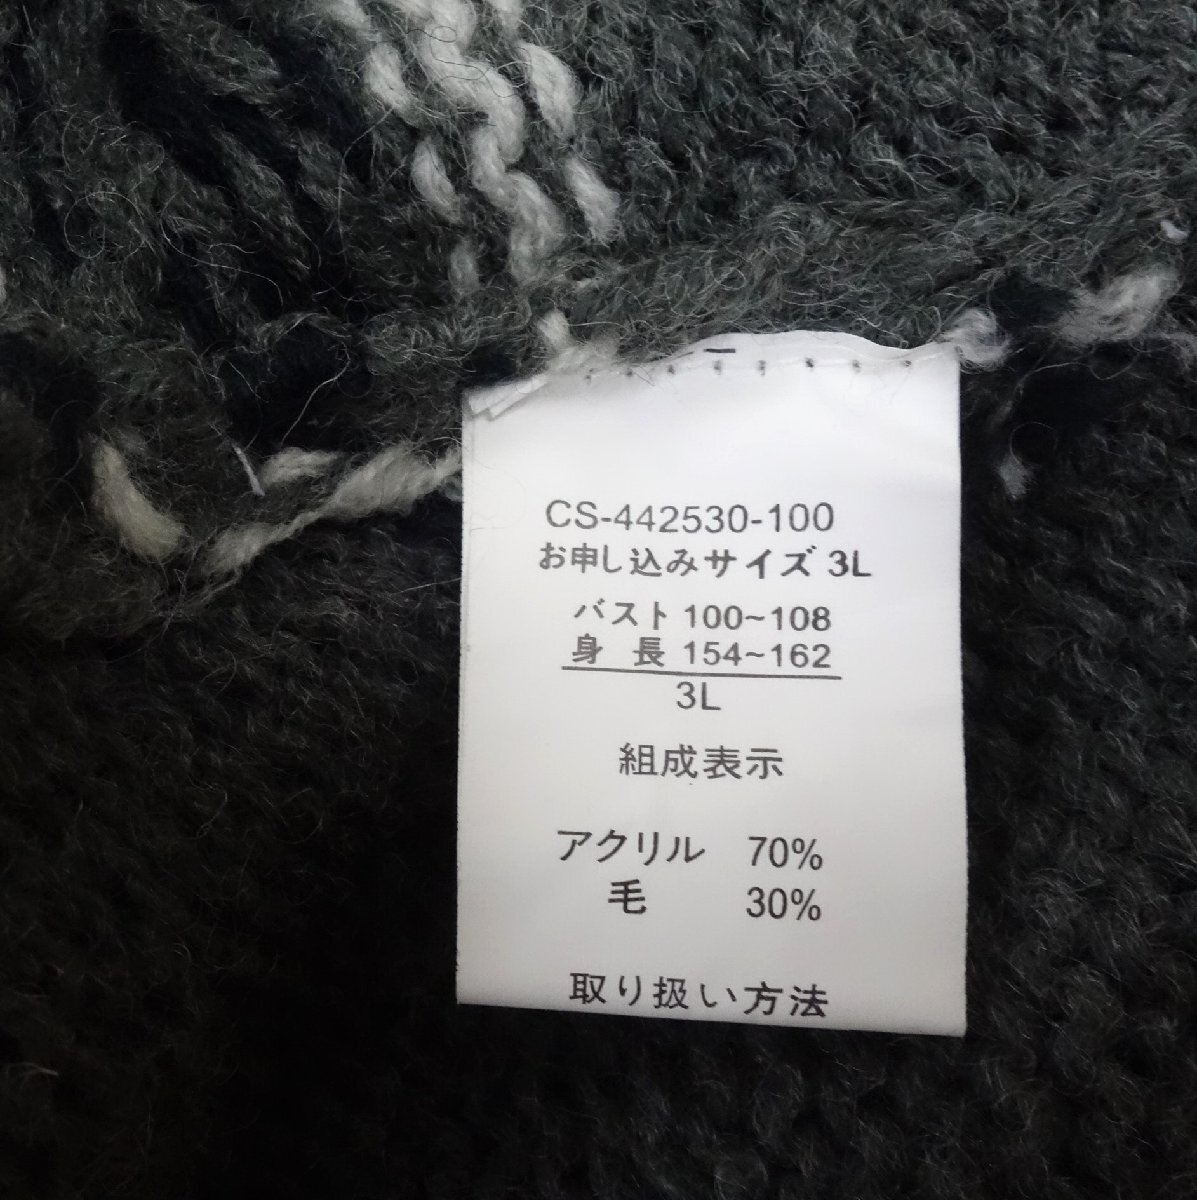 CS-442530-100
お申し込みサイズ 3L
バスト 100~108
身 長 154~162
3L
組成表示
アクリル 70%
毛 30%
取り扱い方法